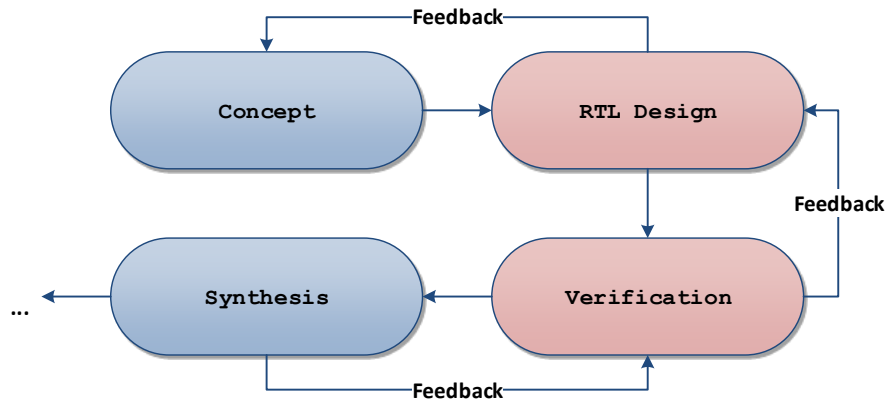 Feedback
Concept
RTL Design
Feedback
Synthesis
Verification
...
Feedback